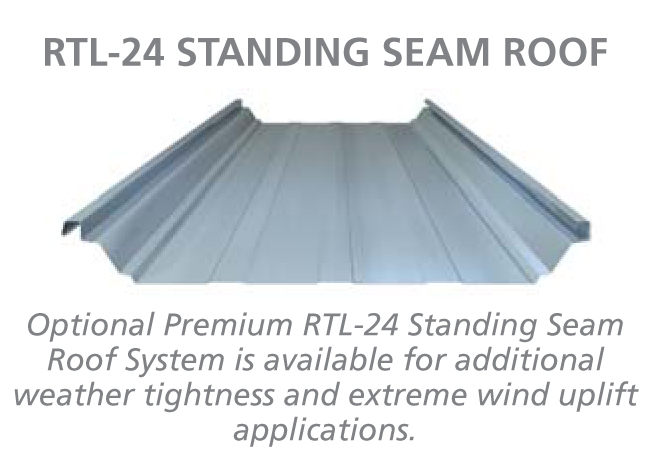 RTL-24 STANDING SEAM ROOF
Optional Premium RTL-24 Standing Seam
Roof System is available for additional
weather tightness and extreme wind uplift
applications.